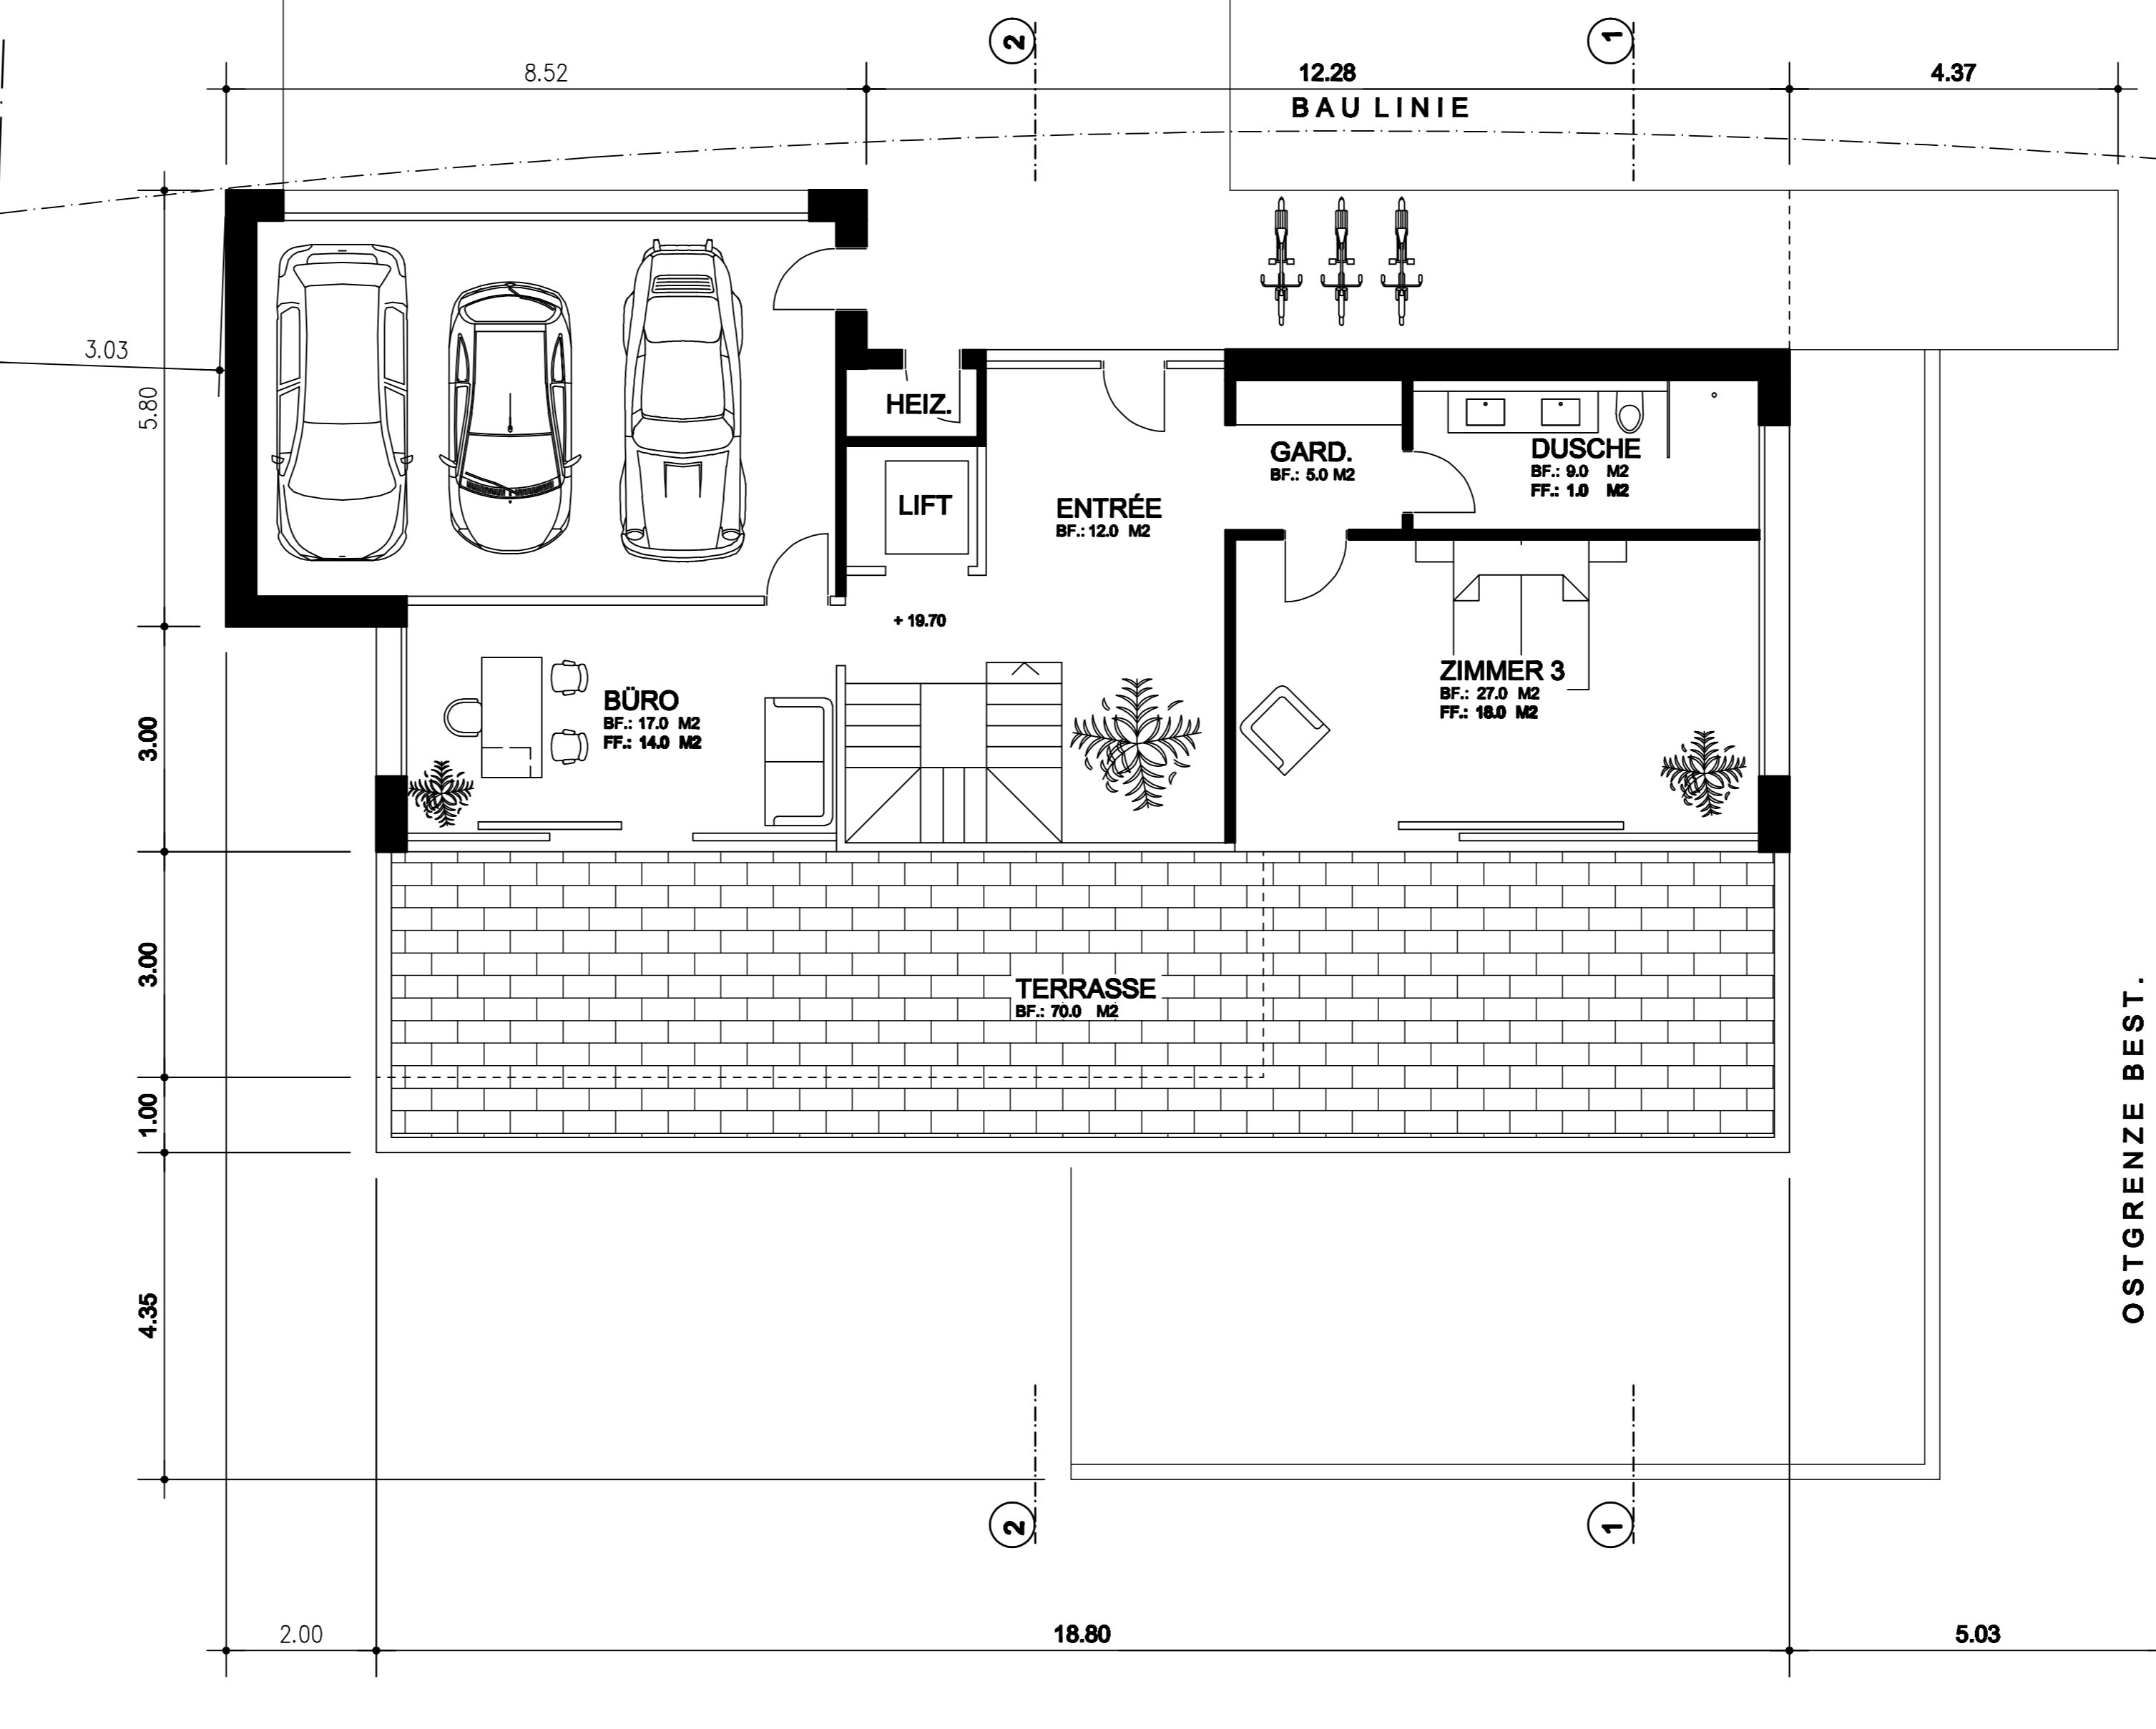 2
1
8.52
12.28
4.37
BAULINIE
3.03
5.80
HEIZ.
GARD.
BF.: 5.0 M2
DUSCHE
BF.: 9.0 M2
FF.: 1.0 M2
LIFT
ENTRÉE
BF.: 12.0 M2
+ 19.70
BÜRO
BF.: 17.0 M2
FF.: 14.0 M2
ZIMMER 3
BF.: 27.0 M2
FF.: 18.0 M2
3.00
3.00
TERRASSE
BF.: 70.0 M2
1.00
OSTGRENZE BEST.
4.35
2
1
2.00
18.80
5.03